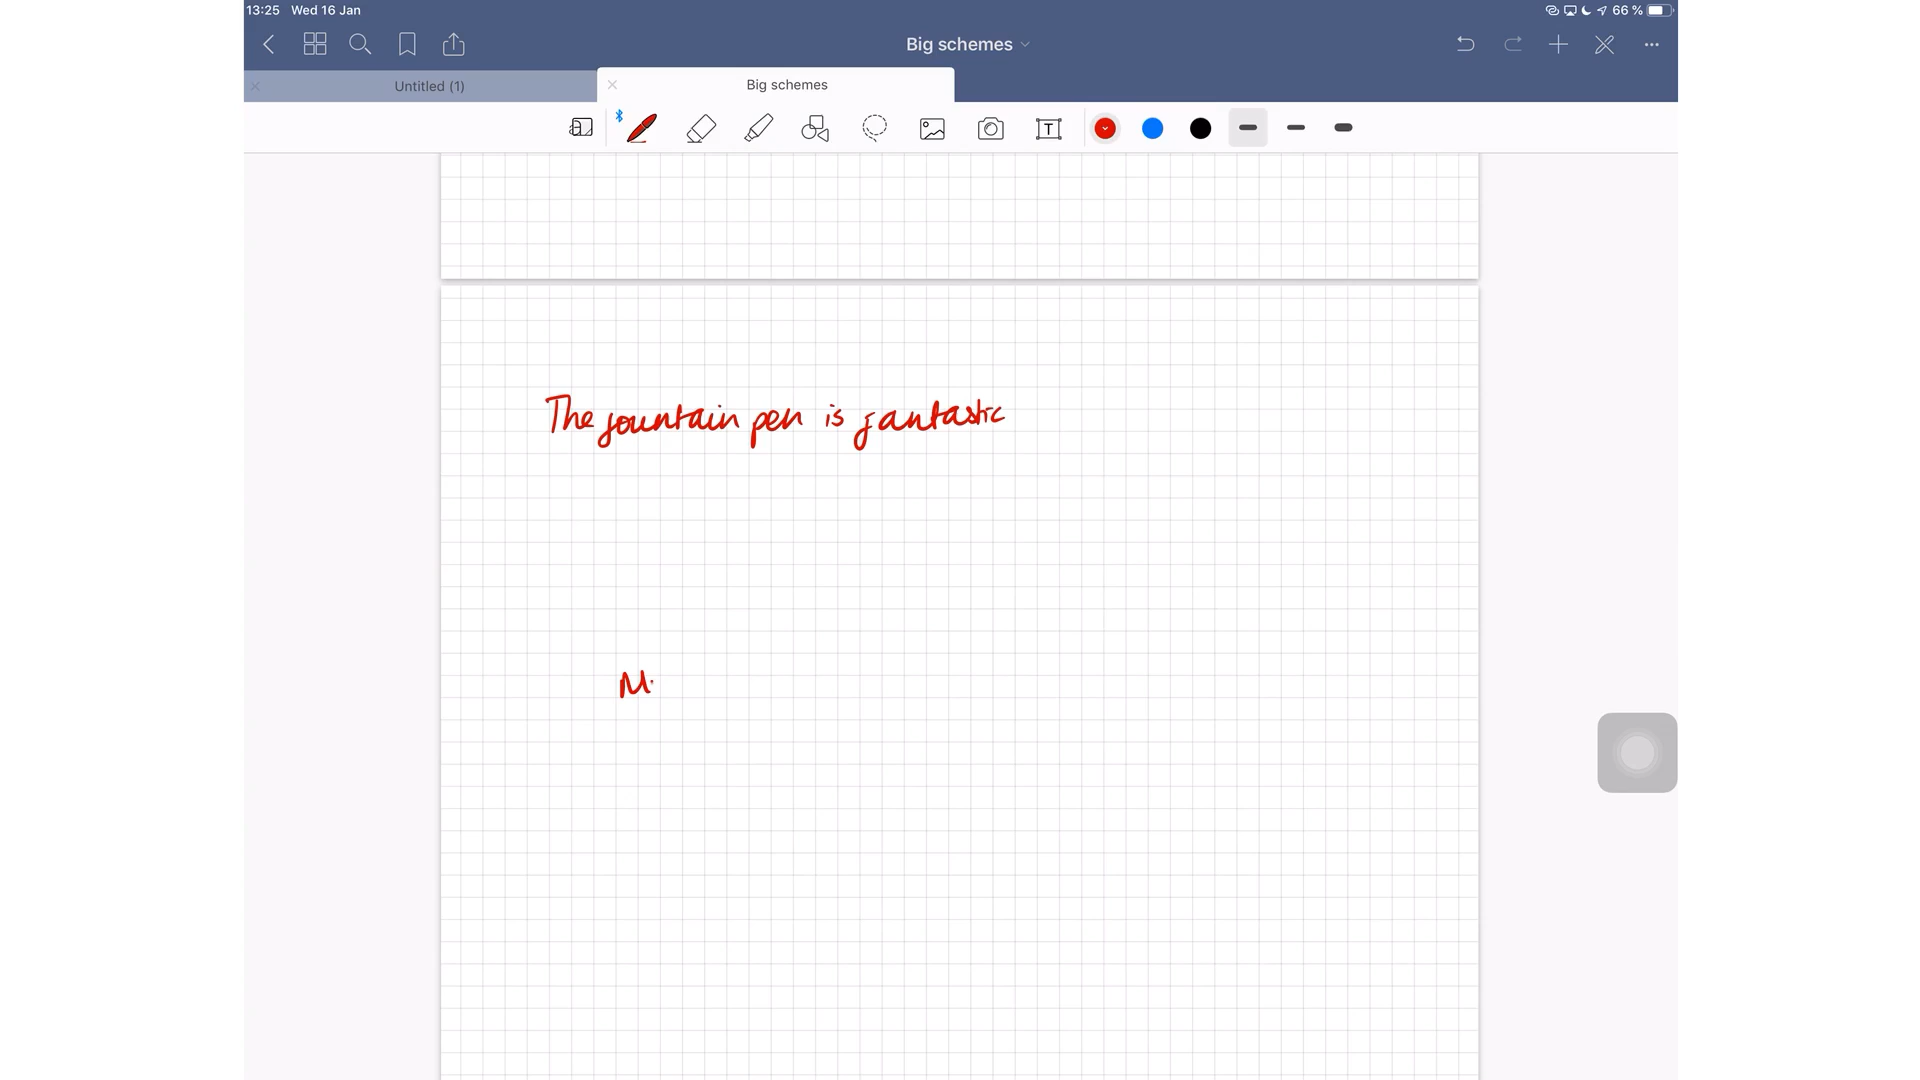 13:25 Wed 16 Jan 66 %
Big schemes
Untitled (1) Big schemes
T
The fountain pen is fantastic
M